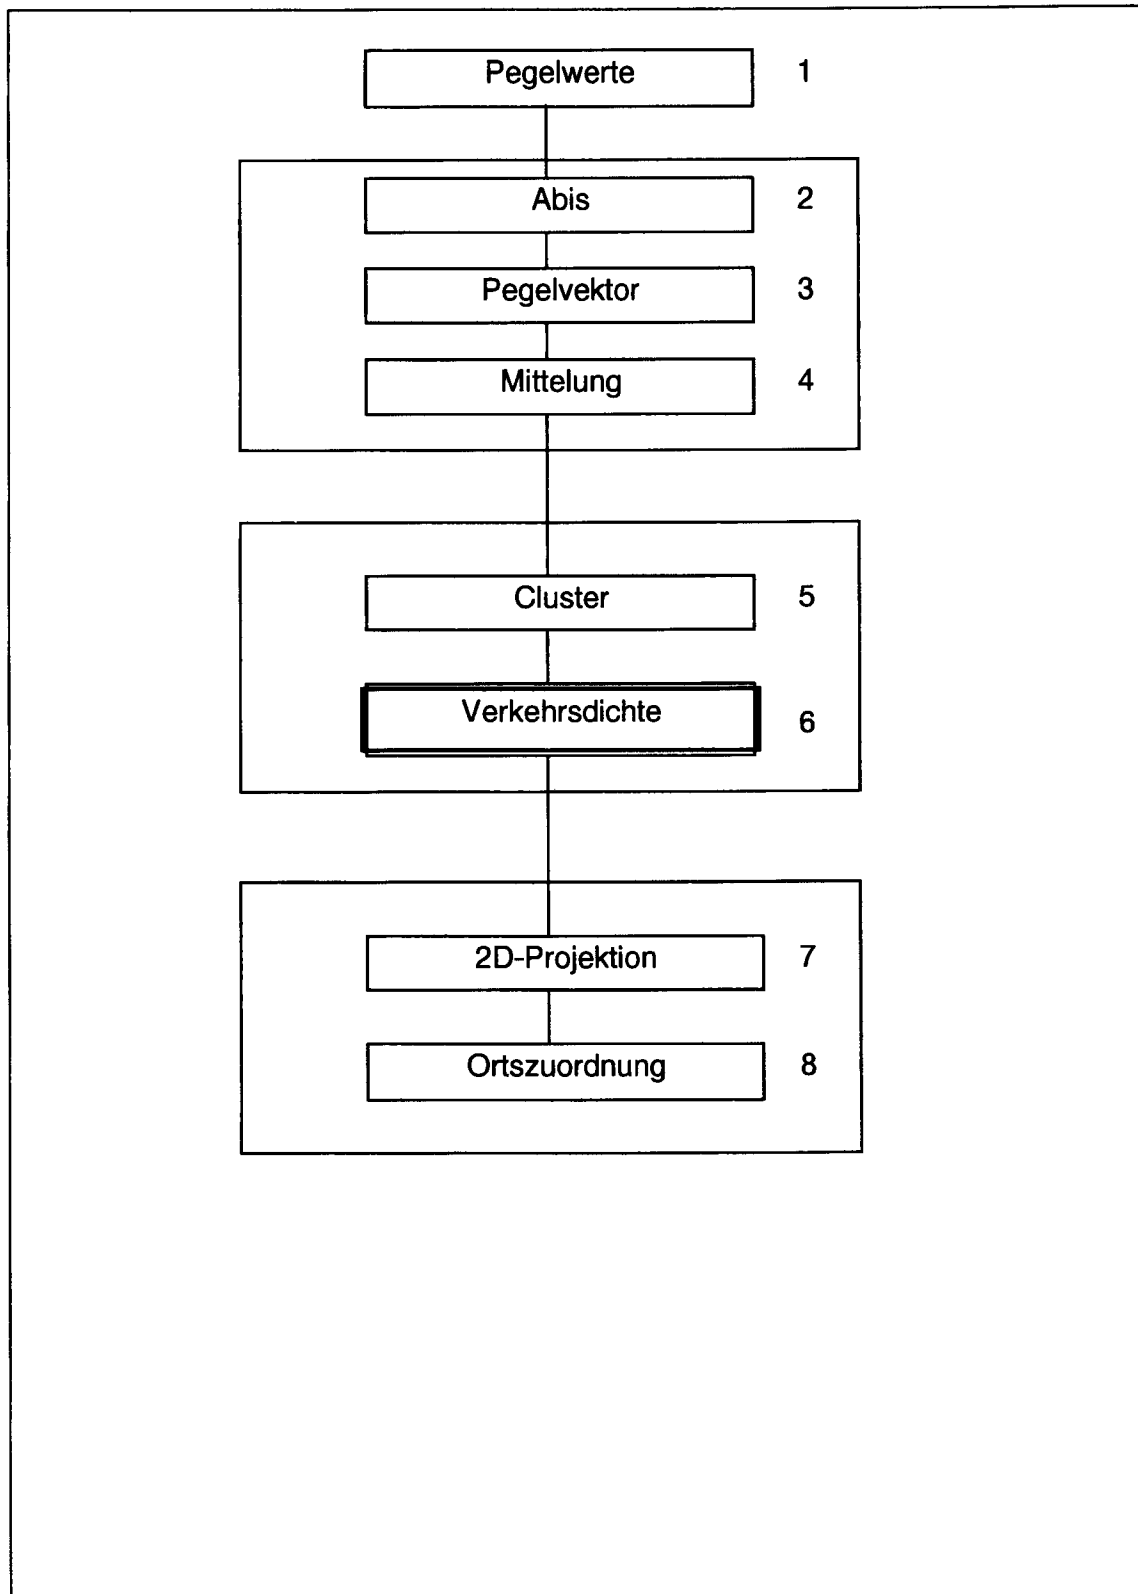 Pegelwerte 1
Abis 2
Pegelvektor 3
Mittelung 4
Cluster 5
Verkehrsdichte 6
2D-Projektion 7
Ortszuordnung 8